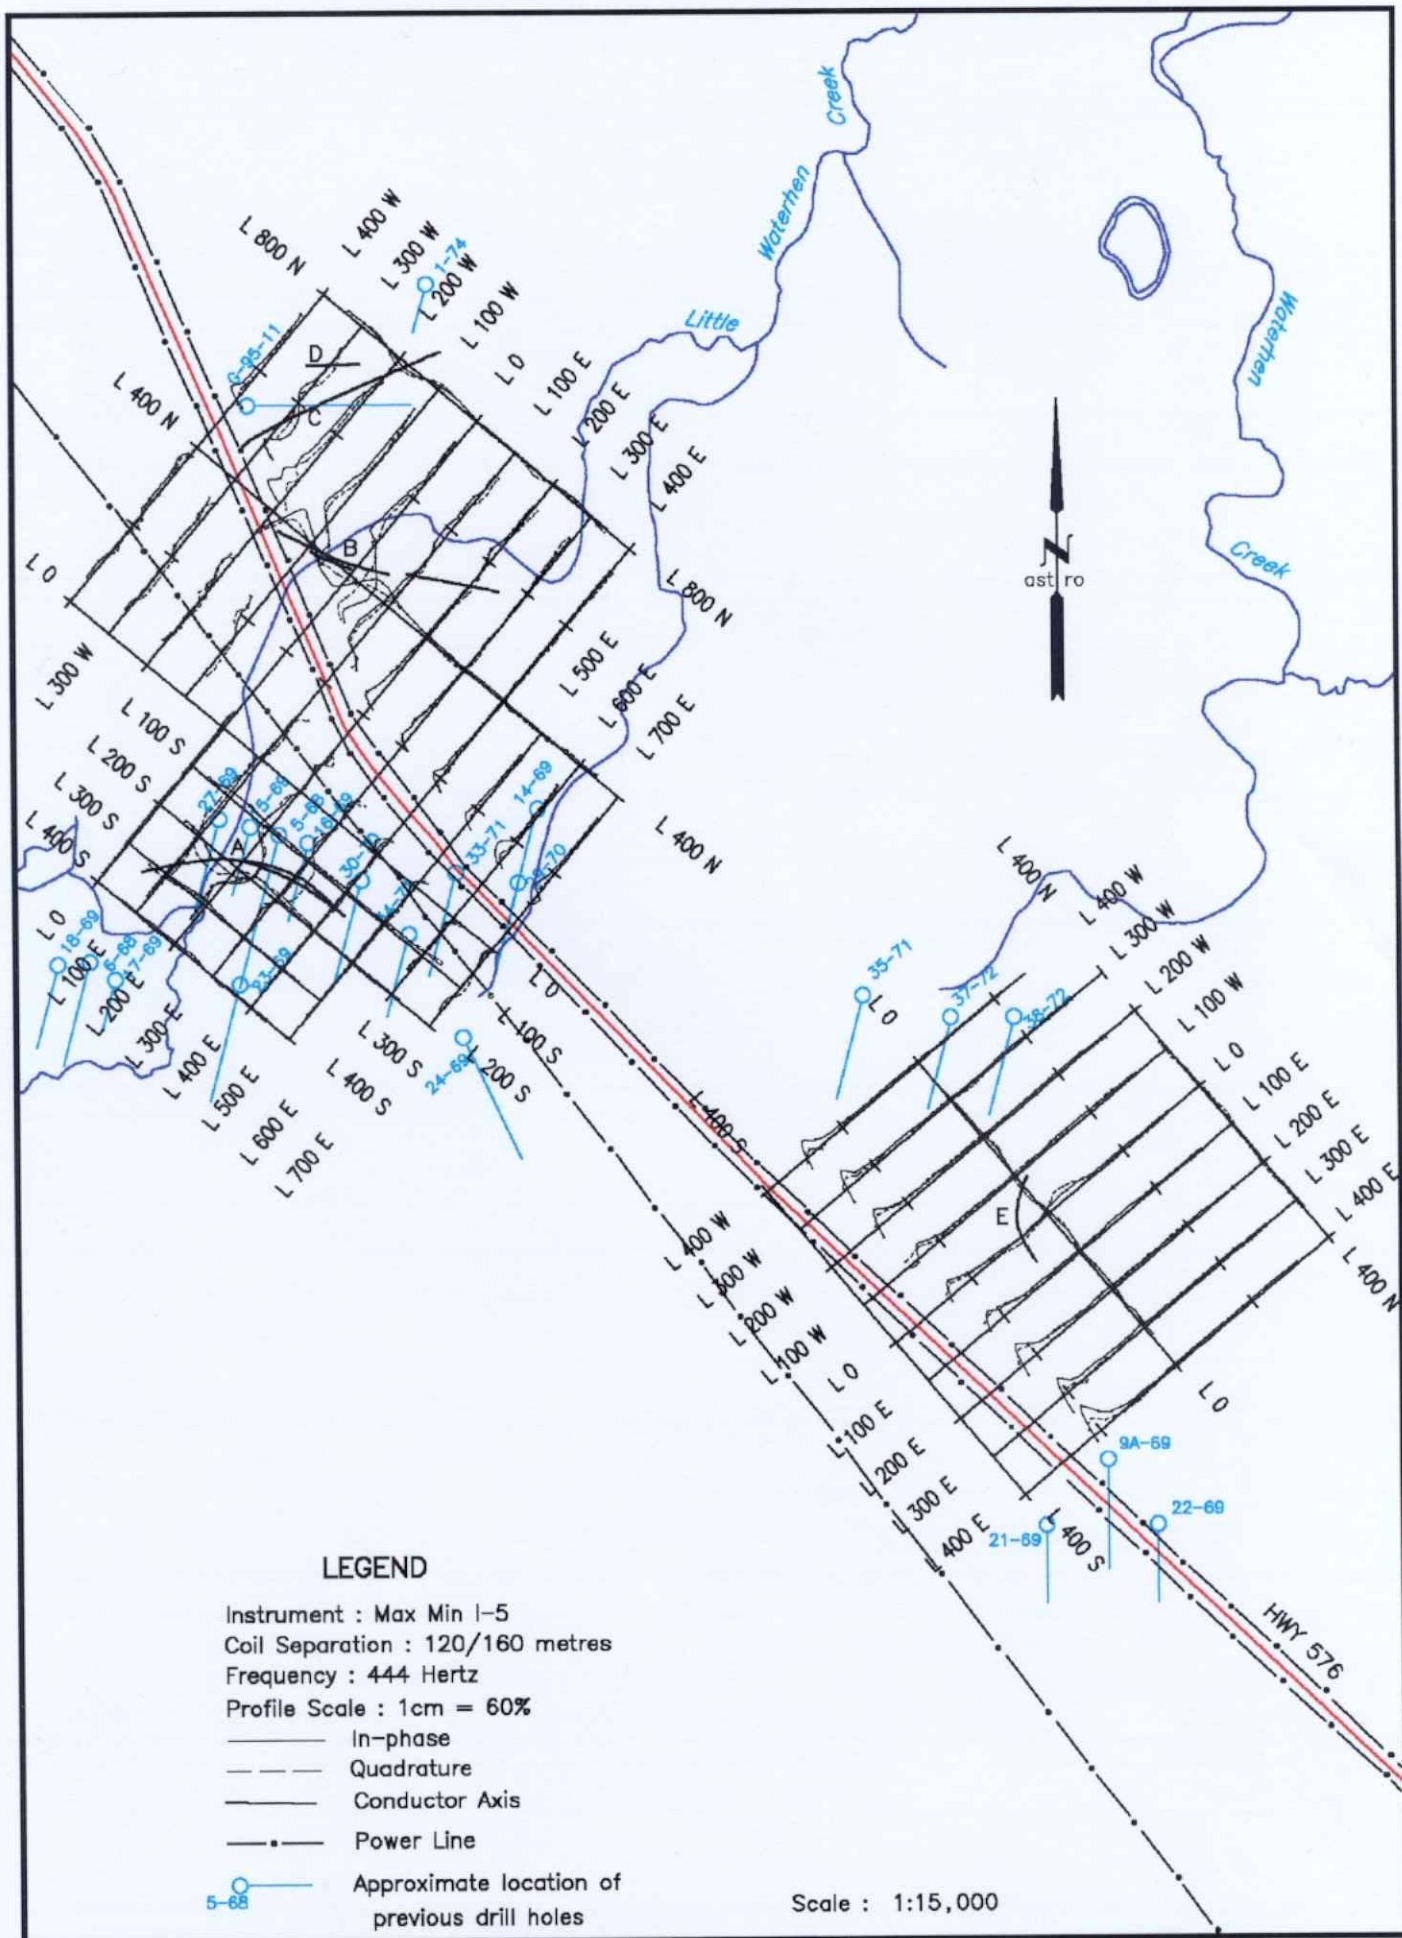 Creek
Waterhen
Little
Waterhen
Creek
L 800 N
L 400 W
L 300 W
1-74
L 200 W
L 100 W
L 0
L 100 E
L 200 E
L 300 E
L 400 E
G-95-11
D
C
L 400 N
B
L 0
L 800 N
astro
L 300 W
L 500 E
L 600 E
L 700 E
L 100 S
L 200 S
L 300 S
L 400 S
27-69
5-68
14-69
33-71
A
L 400 N
L 0
18-69
6-68
17-69
L 100 E
L 200 E
L 300 E
L 400 E
L 500 E
L 600 E
L 700 E
23-69
L 0
L 100 S
L 200 S
L 300 S
L 400 S
24-69
L 400 N
L 400 W
L 300 W
L 200 W
L 100 W
L 0
L 100 E
L 200 E
L 300 E
L 400 E
L 400 N
35-71
L 0
37-72
38-72
L 400 S
E
L 400 W
L 300 W
L 200 W
L 100 W
L 0
L 100 E
L 200 E
L 300 E
L 400 E
L 0
9A-69
22-69
21-69
L 400 S
HWY 576
LEGEND
Instrument : Max Min I-5
Coil Separation : 120/160 metres
Frequency : 444 Hertz
Profile Scale : 1cm = 60%
In-phase
Quadrature
Conductor Axis
Power Line
Approximate location of
5-68
previous drill holes
Scale : 1:15,000